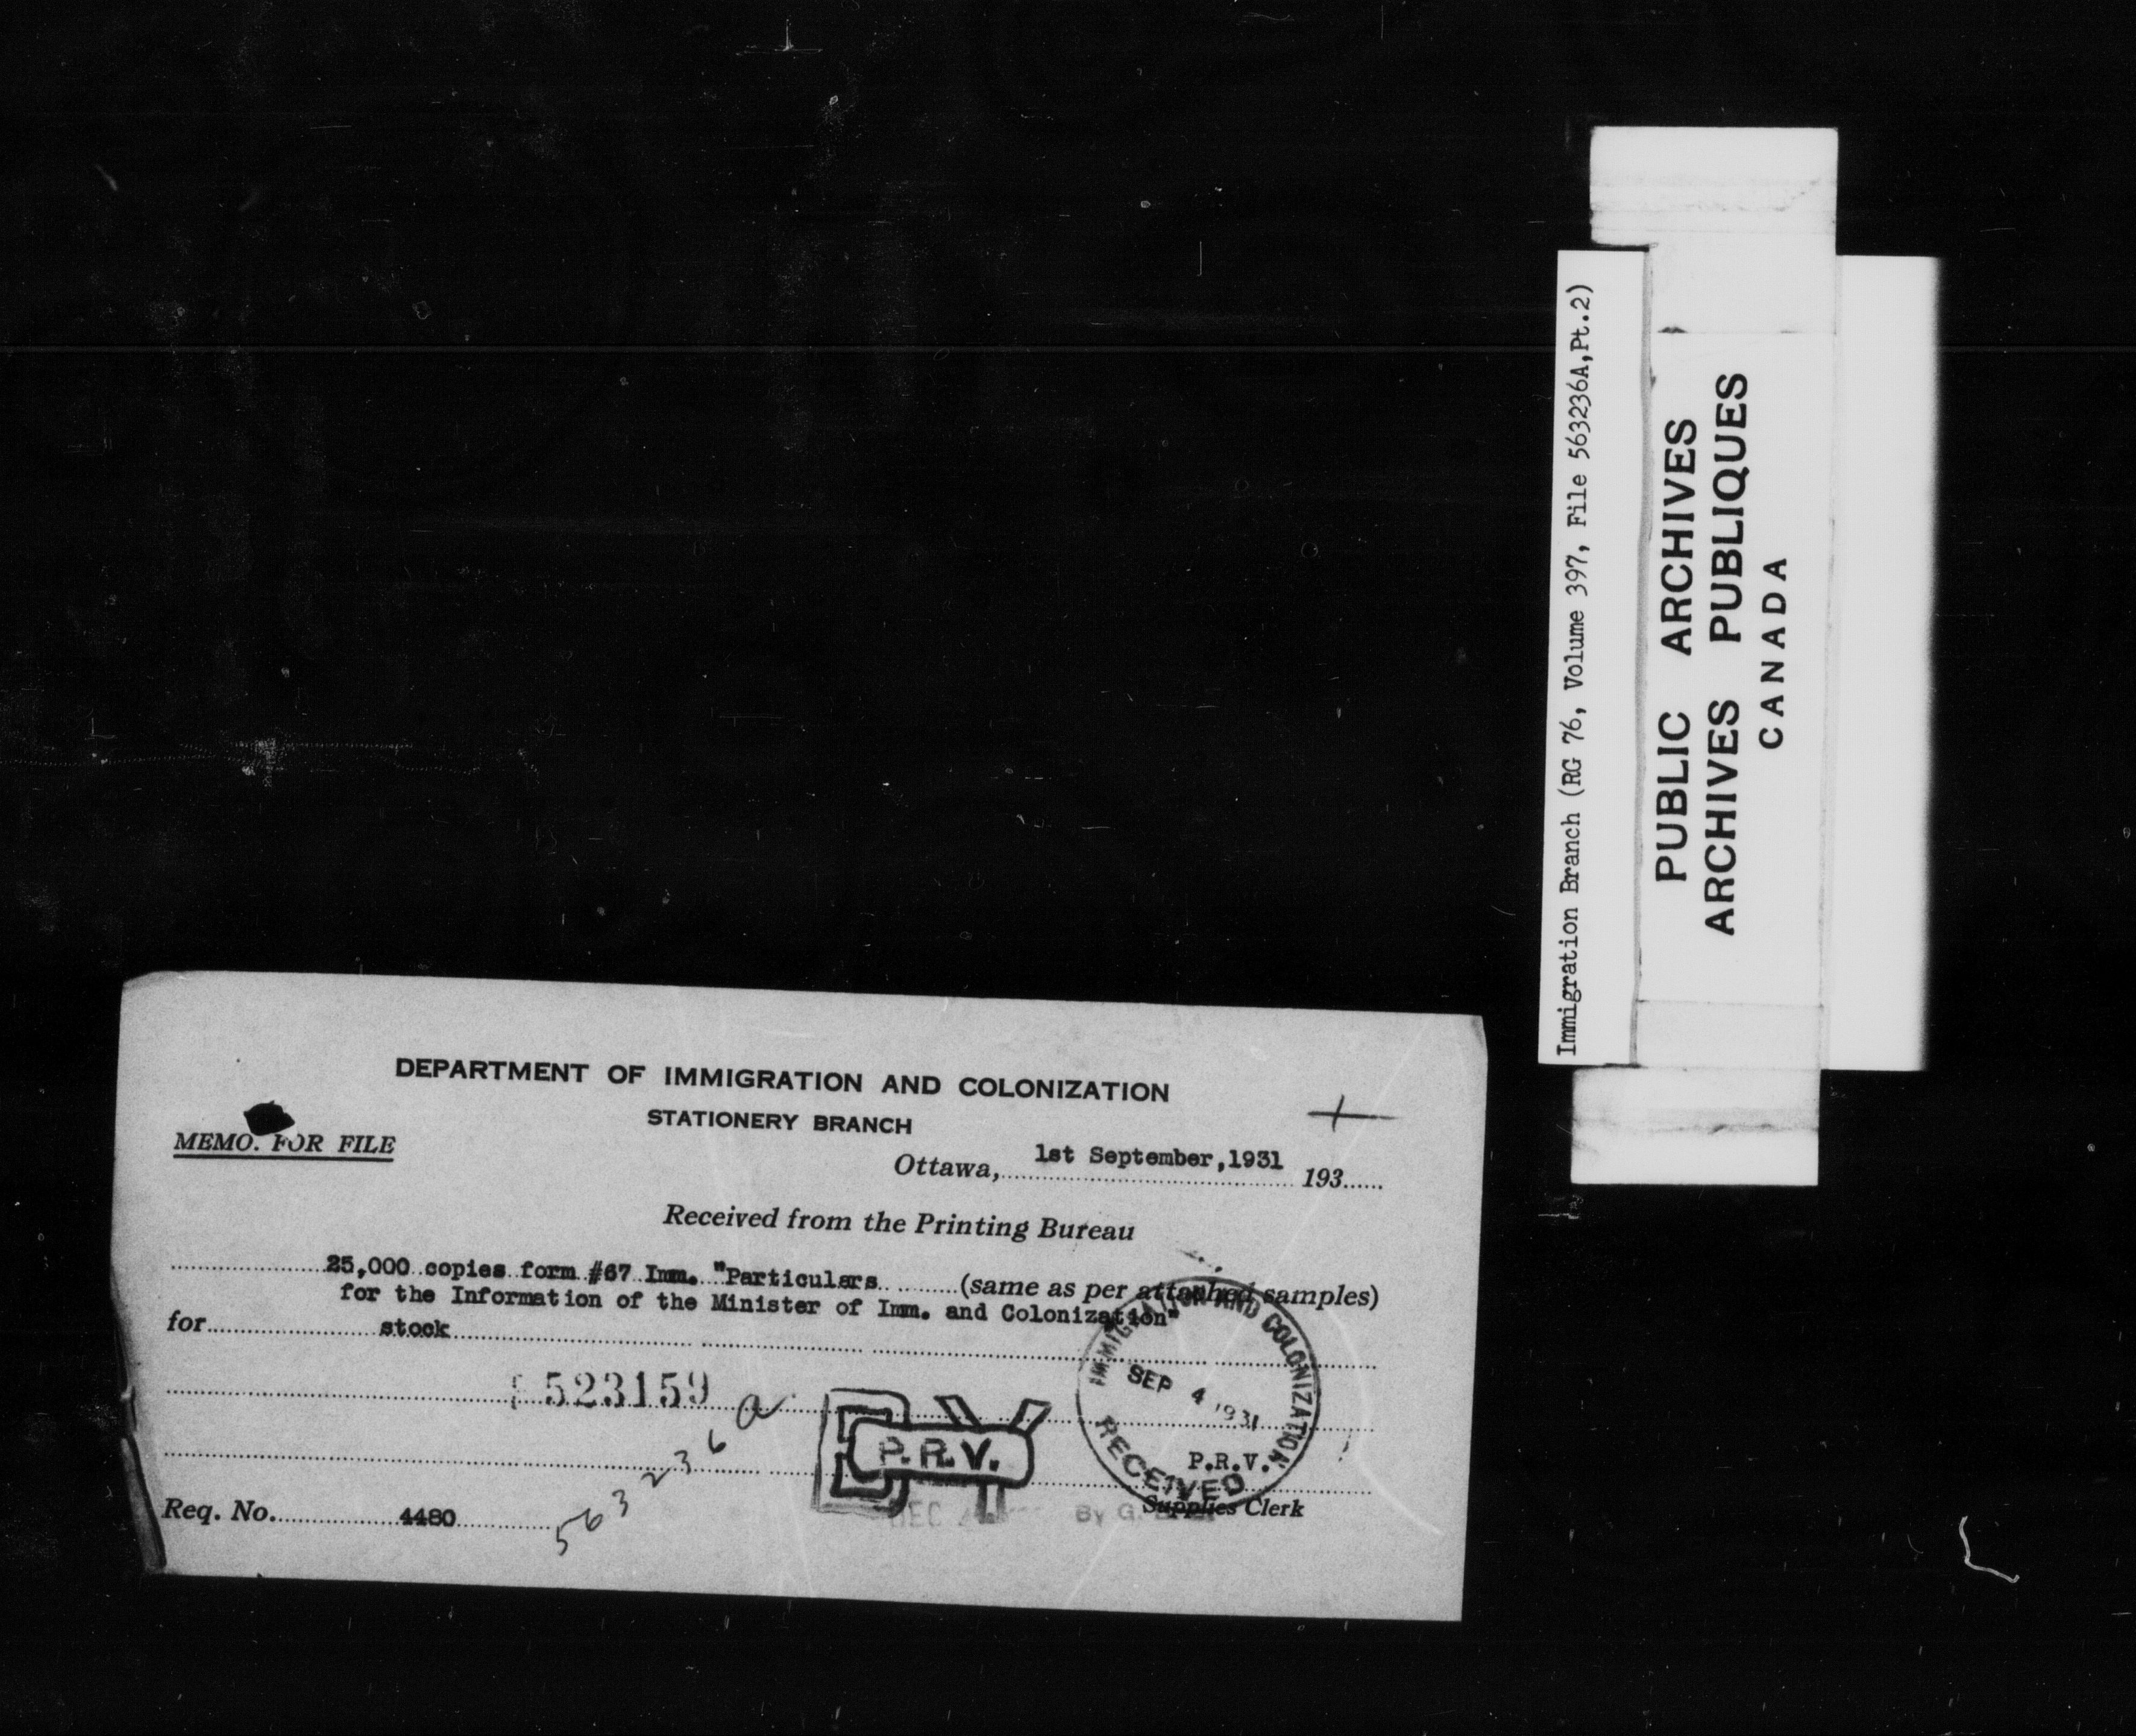 DEPARTMENT OF IMMIGRATION AND COLONIZATION
STATIONERY BRANCH
MEMO. FOR FILE
Ottawa, 1st September,1931 193
Received from the Printing Bureau
25,000 copies form #67 Imm. "Particulars (same as per attached samples)
for the Information of the Minister of Imm. and Colonization"
for stock
523159
563236a
P.R.V.
IMMIGRATION AND COLONIZATION
SEP 4 1931
RECEIVED
P.R.V.
Supplies Clerk
Req. No. 4480
DEC
By G.
Immigration Branch (RG 76, Volume 397, File 563236A,Pt.2)
PUBLIC ARCHIVES
ARCHIVES PUBLIQUES
CANADA